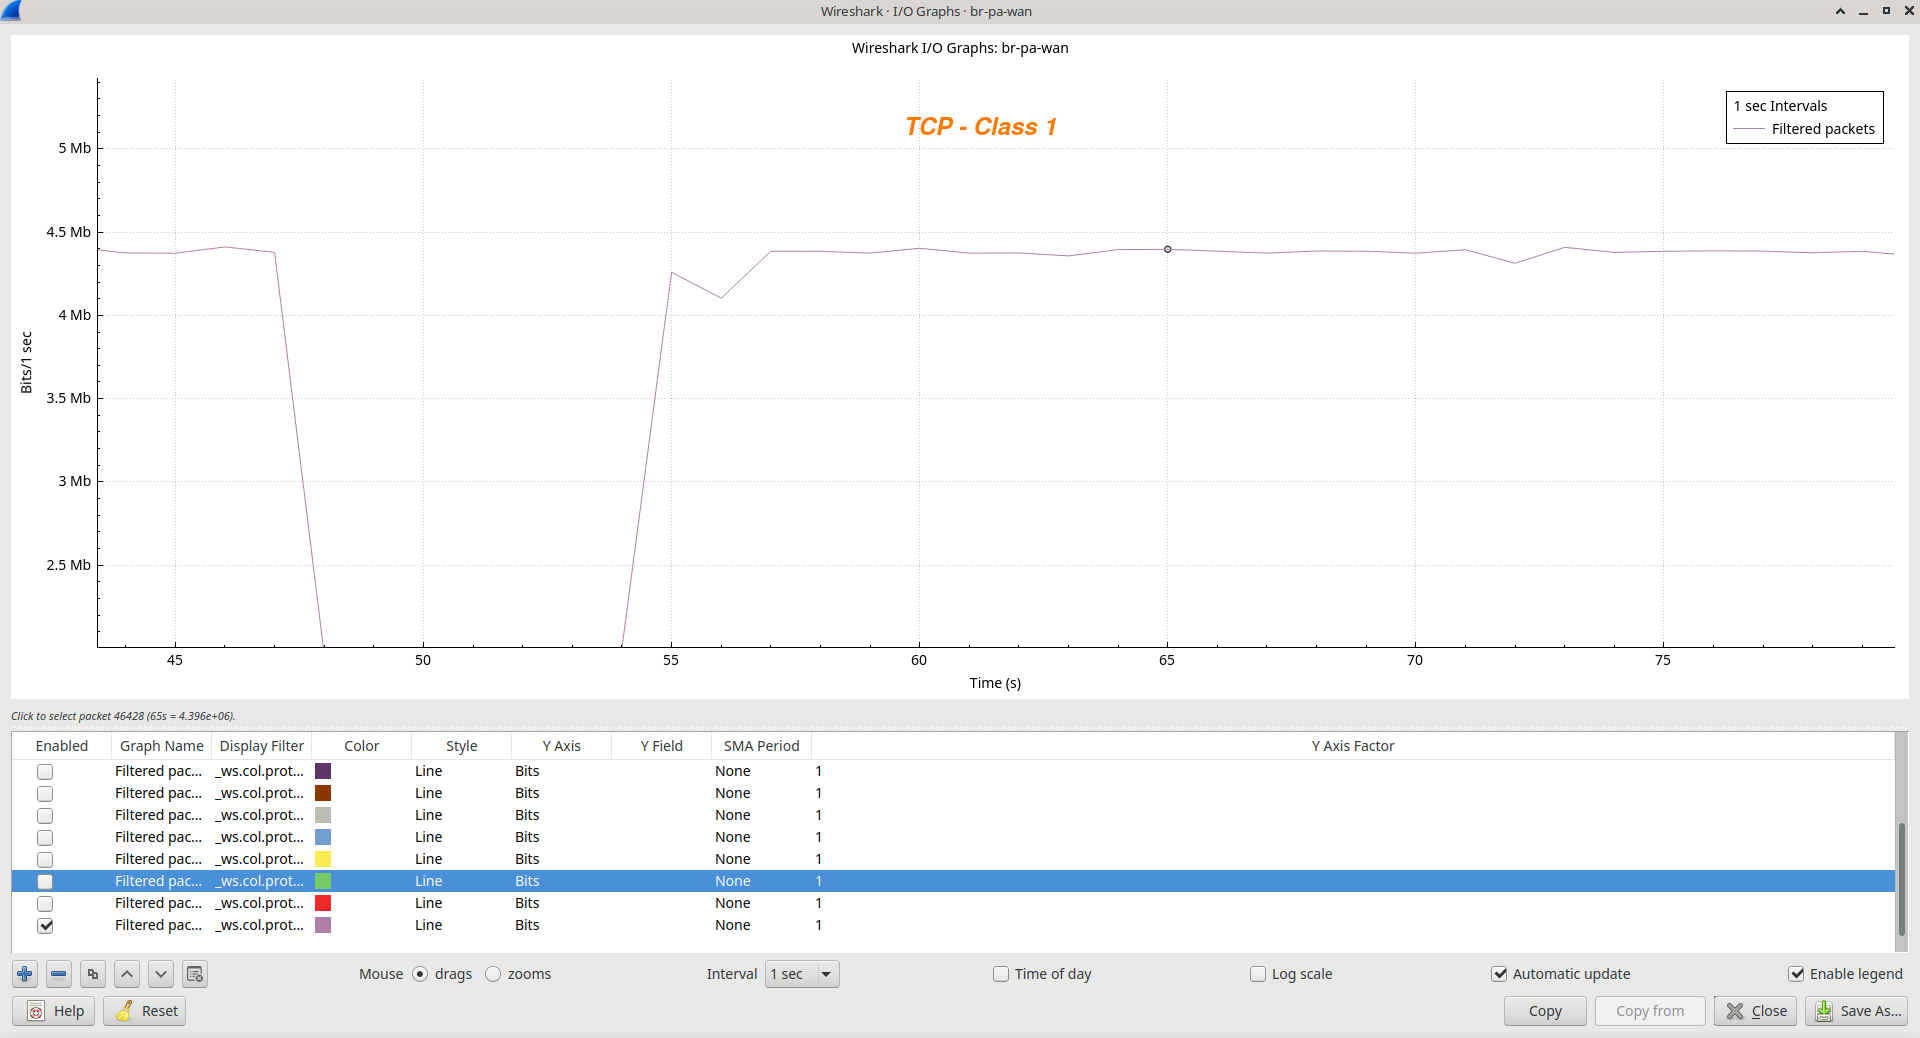 Wireshark · I/O Graphs · br-pa-wan
Wireshark I/O Graphs: br-pa-wan
TCP - Class 1
1 sec Intervals
Filtered packets
5 Mb
4.5 Mb
4 Mb
3.5 Mb
3 Mb
2.5 Mb
Bits/1 sec
45 50 55 60 65 70 75
Time (s)
Click to select packet 46428 (65s = 4.396e+06).
Enabled Graph Name Display Filter Color Style Y Axis Y Field SMA Period Y Axis Factor
Filtered pac... _ws.col.prot... Line Bits None 1
Filtered pac... _ws.col.prot... Line Bits None 1
Filtered pac... _ws.col.prot... Line Bits None 1
Filtered pac... _ws.col.prot... Line Bits None 1
Filtered pac... _ws.col.prot... Line Bits None 1
Filtered pac... _ws.col.prot... Line Bits None 1
Filtered pac... _ws.col.prot... Line Bits None 1
Filtered pac... _ws.col.prot... Line Bits None 1
Mouse drags zooms Interval 1 sec Time of day Log scale Automatic update Enable legend
Help Reset Copy Copy from Close Save As...